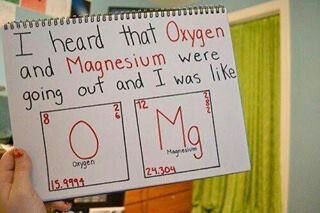 I heard that Oxygen
and Magnesium were
going out and I was like
8 2
6
O
Oxygen
15.9994
12 2
8
2
Mg
Magnesium
24.304